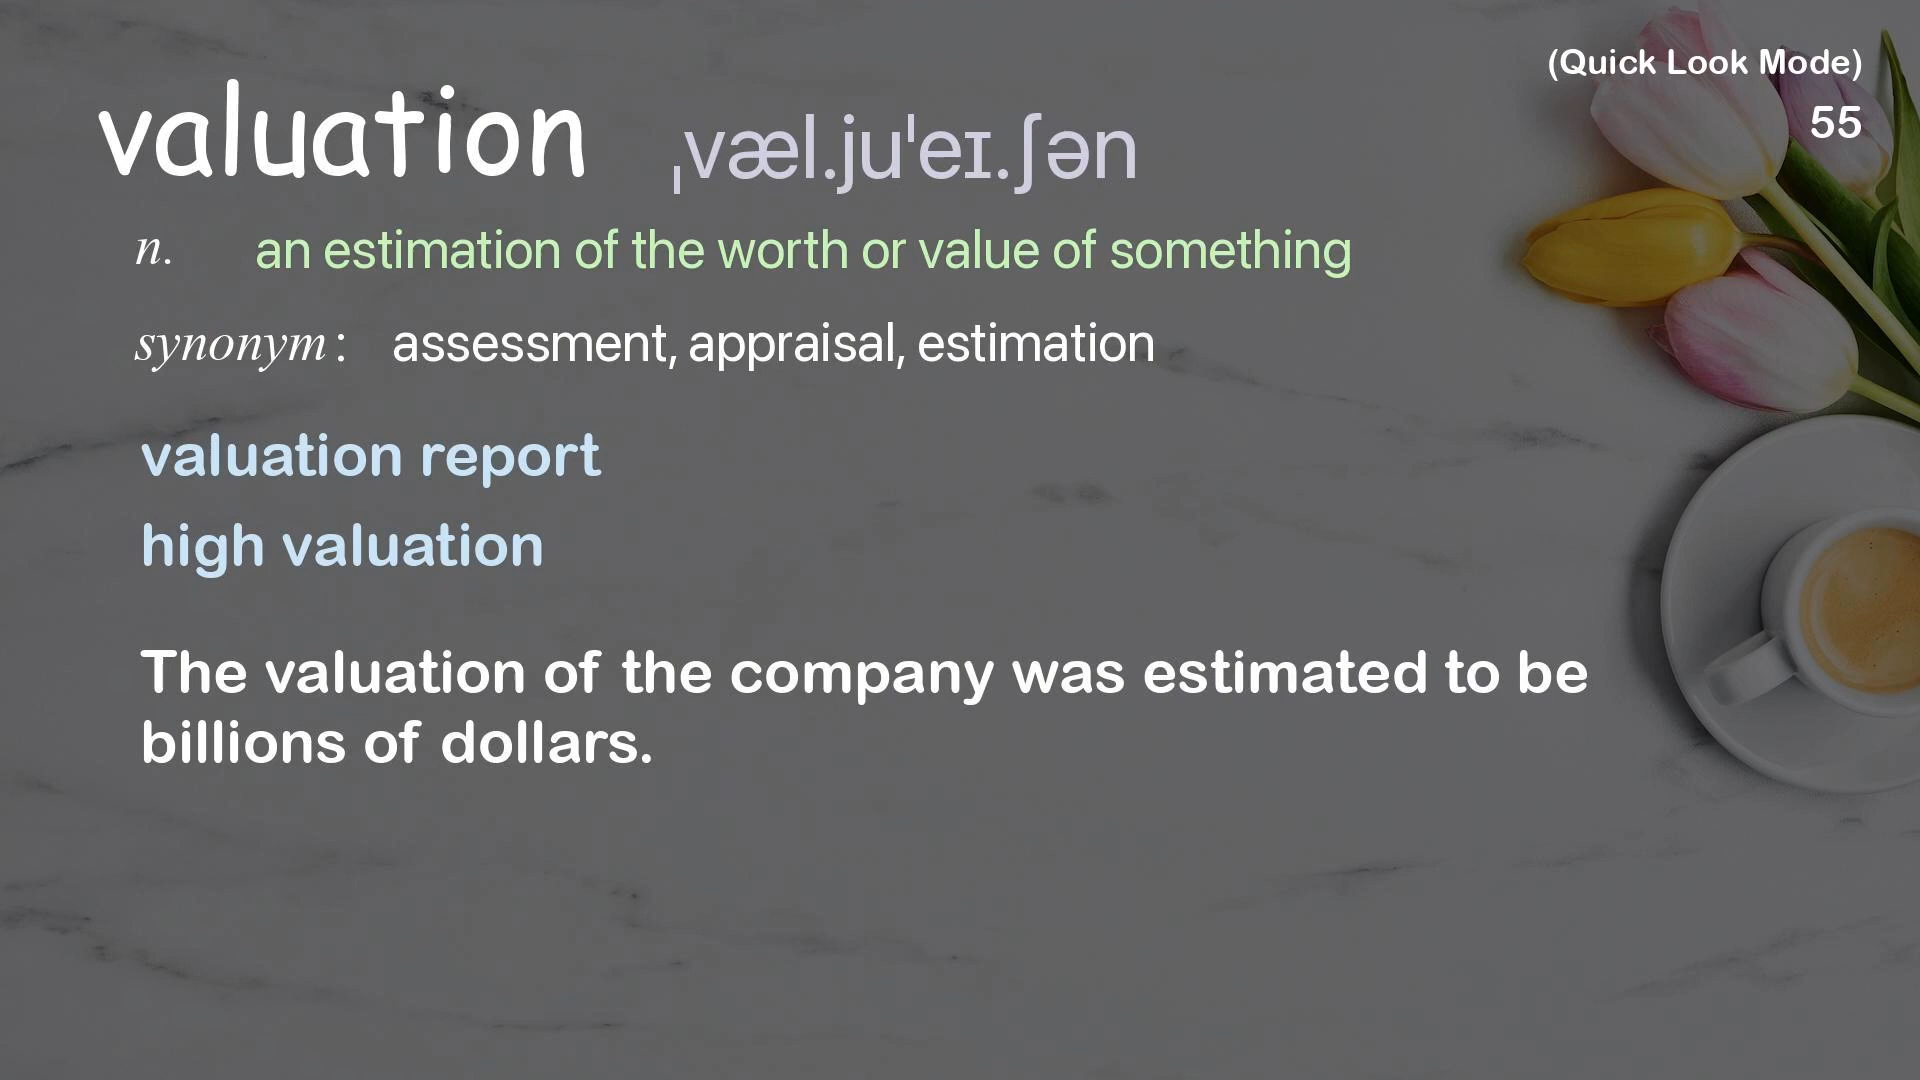 (Quick Look Mode)
55
valuation ˌvæl.juˈeɪ.ʃən
n. an estimation of the worth or value of something
synonym : assessment, appraisal, estimation
valuation report
high valuation
The valuation of the company was estimated to be
billions of dollars.